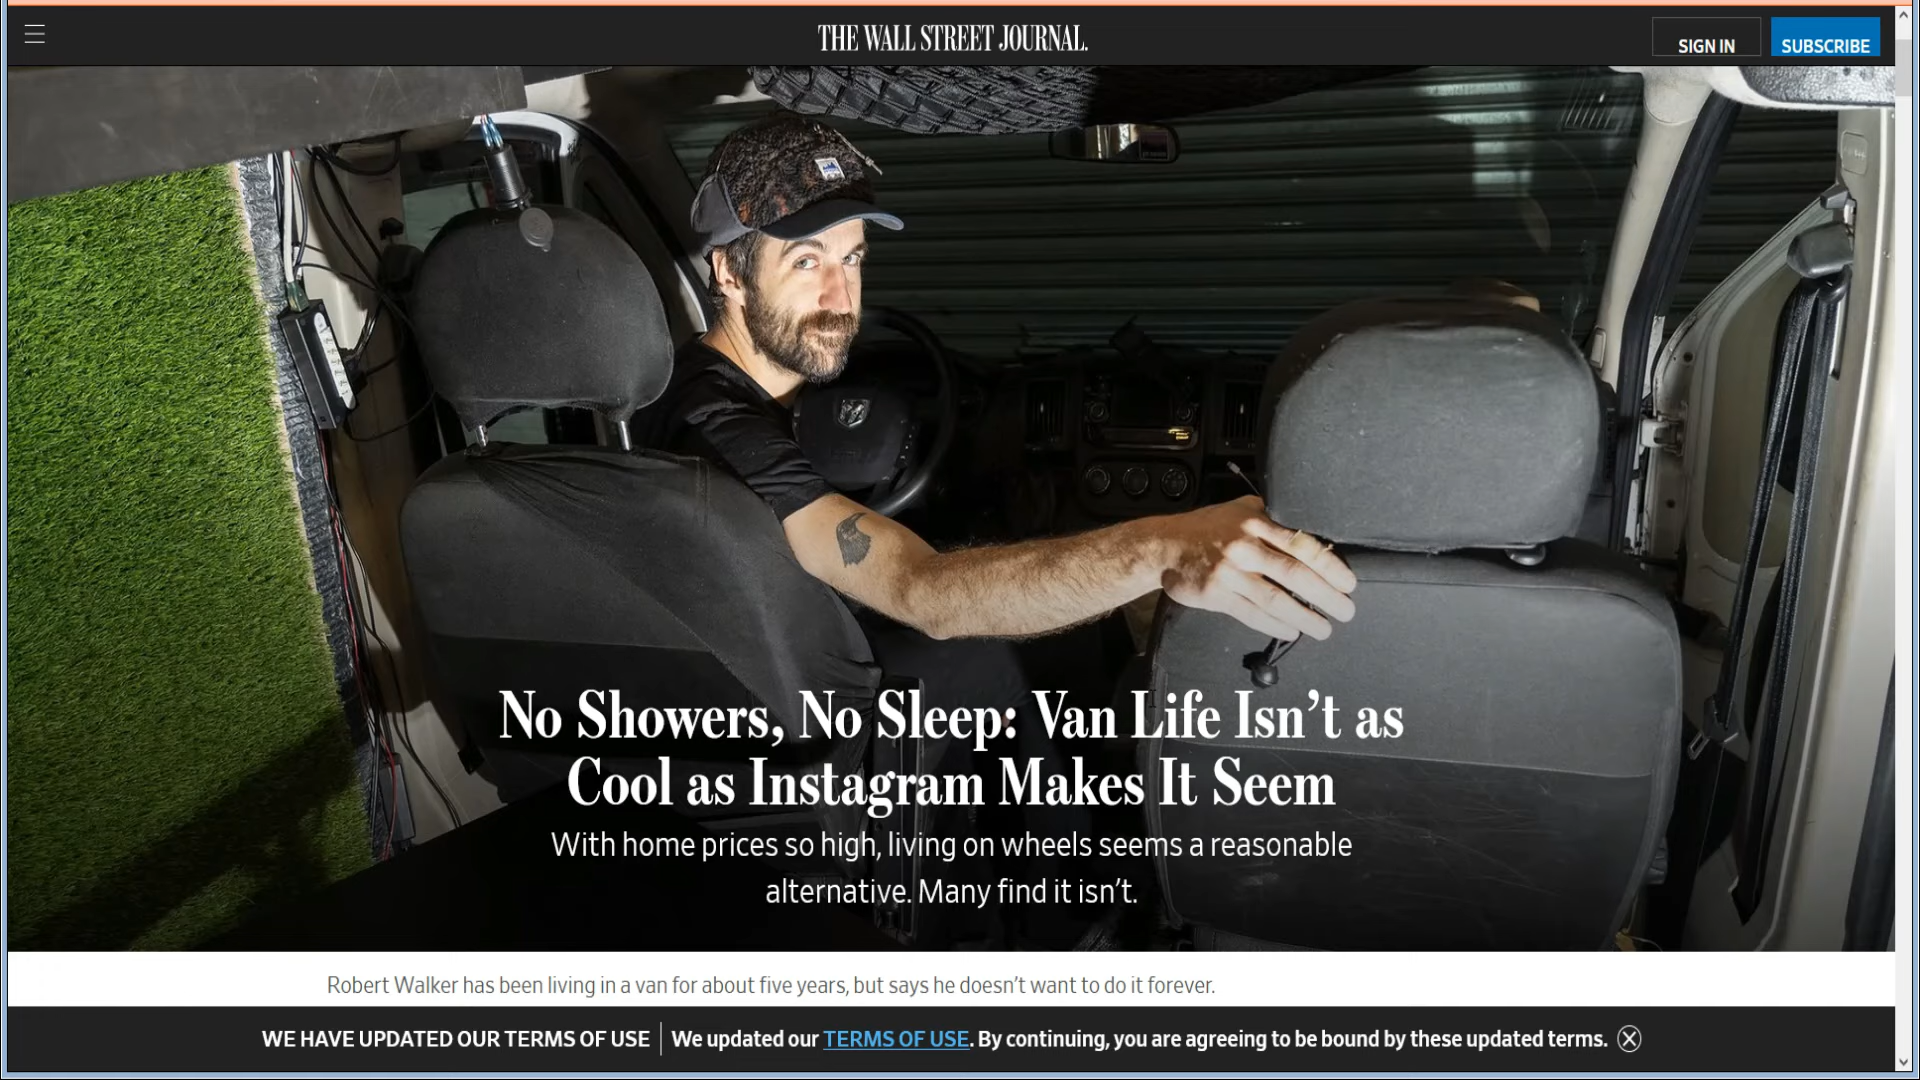 THE WALL STREET JOURNAL.
SIGN IN
SUBSCRIBE
No Showers, No Sleep: Van Life Isn’t as
Cool as Instagram Makes It Seem
With home prices so high, living on wheels seems a reasonable
alternative. Many find it isn’t.
Robert Walker has been living in a van for about five years, but says he doesn’t want to do it forever.
WE HAVE UPDATED OUR TERMS OF USE
We updated our TERMS OF USE. By continuing, you are agreeing to be bound by these updated terms.